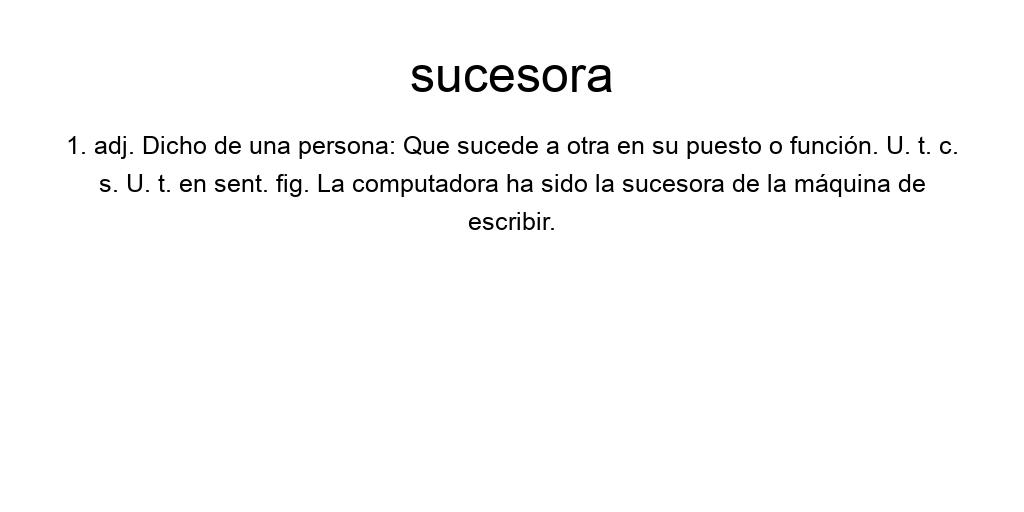 sucesora
1. adj. Dicho de una persona: Que sucede a otra en su puesto o función. U. t. c.
s. U. t. en sent. fig. La computadora ha sido la sucesora de la máquina de
escribir.